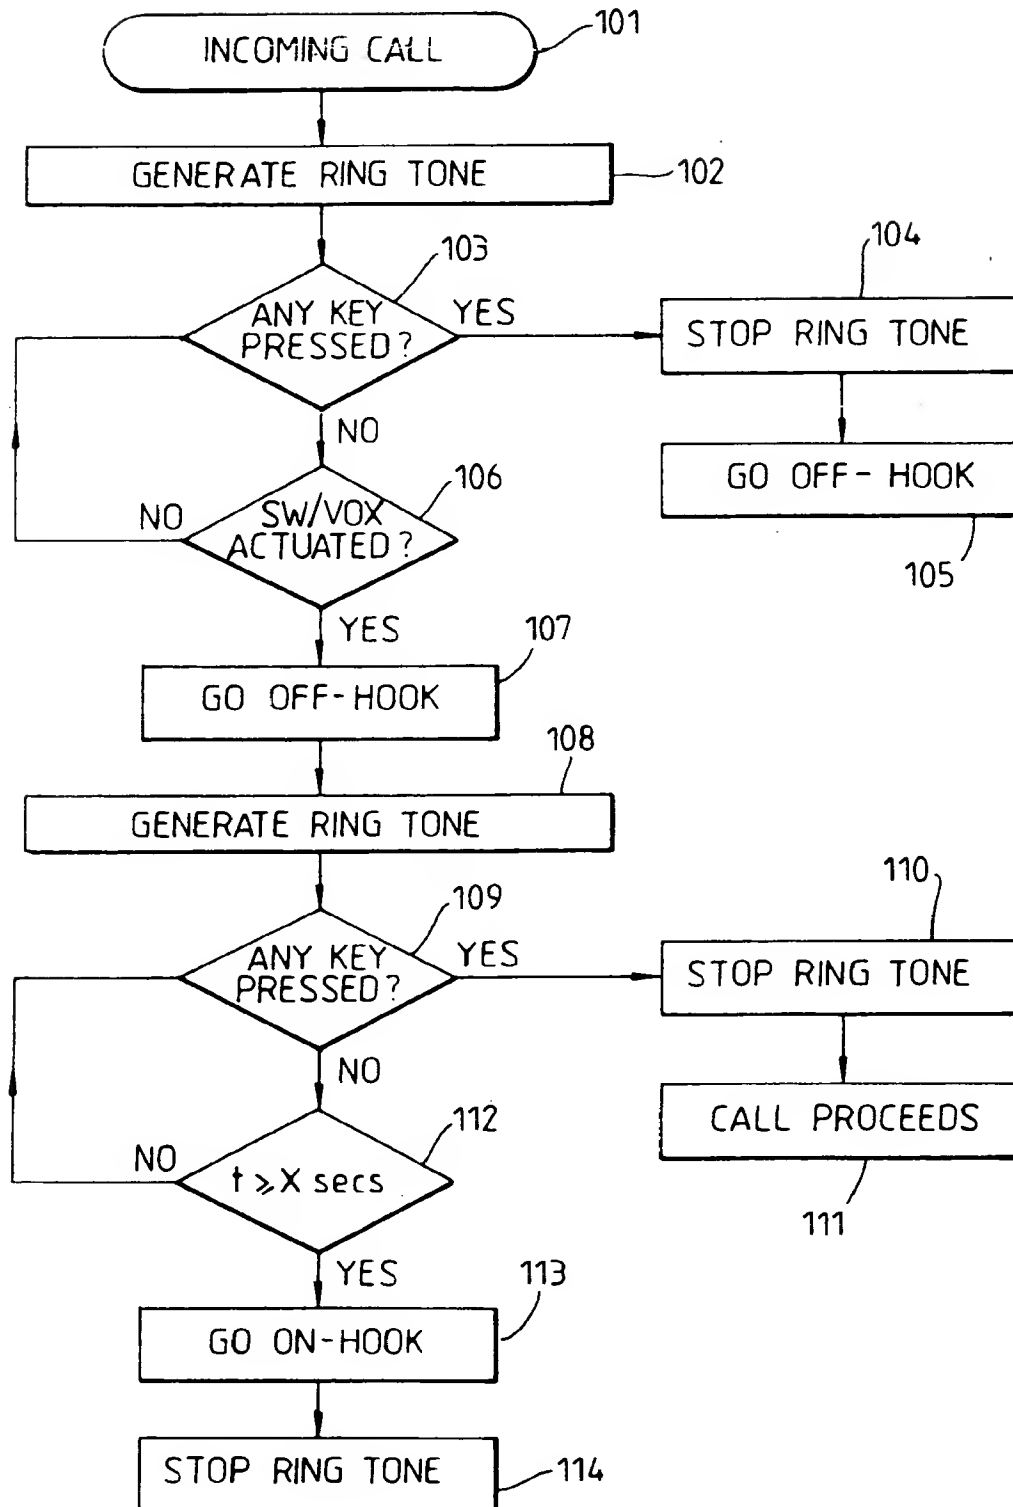 INCOMING CALL
101
GENERATE RING TONE
102
103
ANY KEY
PRESSED?
YES
104
STOP RING TONE
NO
GO OFF-HOOK
105
106
SW/VOX
ACTUATED?
NO
YES
107
GO OFF-HOOK
108
GENERATE RING TONE
109
ANY KEY
PRESSED?
YES
110
STOP RING TONE
NO
CALL PROCEEDS
111
112
t ⩾ X secs
NO
YES
113
GO ON-HOOK
STOP RING TONE
114